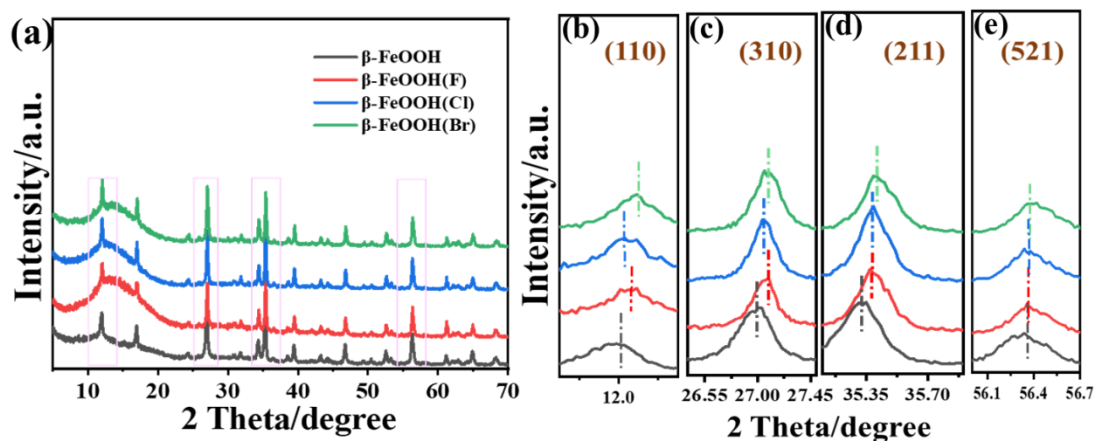 (a)
β-FeOOH
β-FeOOH(F)
β-FeOOH(Cl)
β-FeOOH(Br)
Intensity/a.u.
10 20 30 40 50 60 70
2 Theta/degree
(b) (c) (d) (e)
(110) (310) (211) (521)
Intensity/a.u.
12.0 26.55 27.00 27.45 35.35 35.70 56.1 56.4 56.7
2 Theta/degree